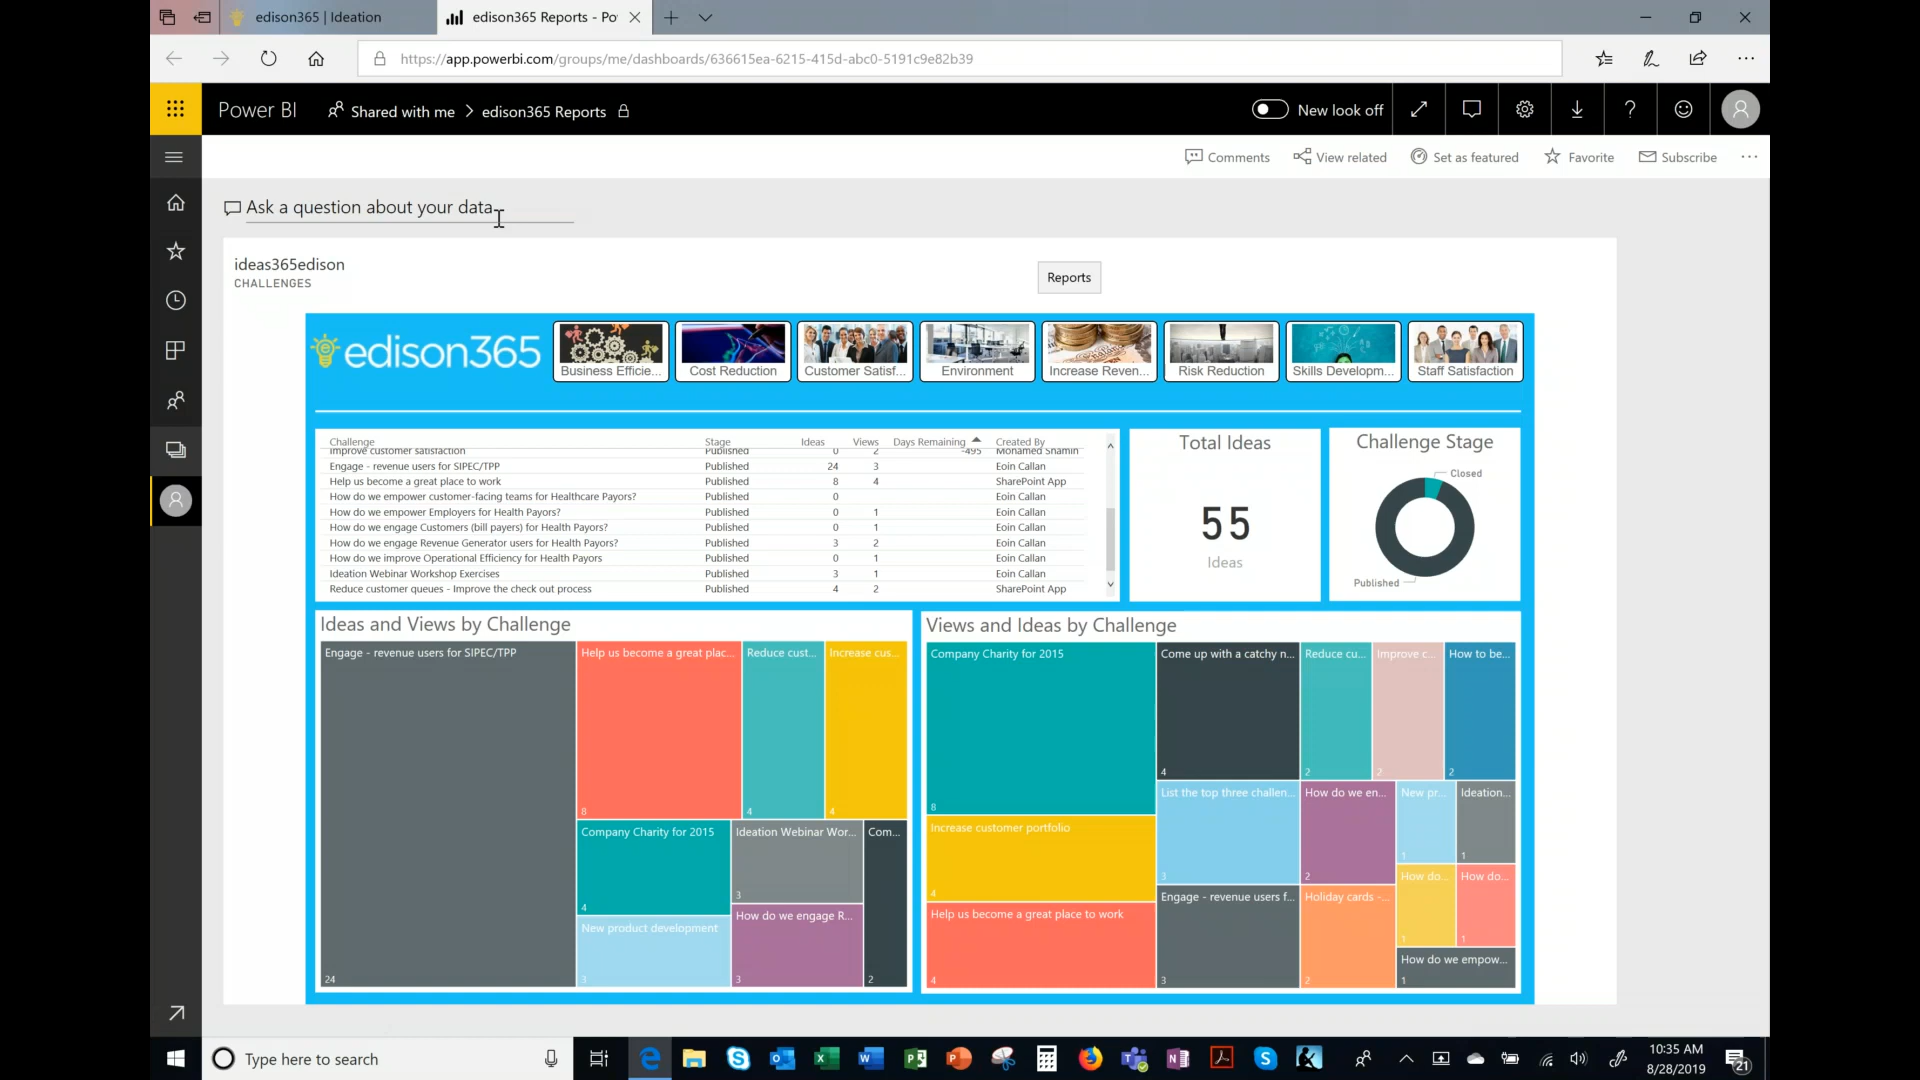 edison365 | Ideation
edison365 Reports - Po
https://app.powerbi.com/groups/me/dashboards/636615ea-6215-415d-abc0-5191c9e82b39
Power BI
Shared with me > edison365 Reports
New look off
Comments
View related
Set as featured
Favorite
Subscribe
Ask a question about your data
ideas365edison
CHALLENGES
Reports
edison365
Business Efficie...
Cost Reduction
Customer Satisf...
Environment
Increase Reven...
Risk Reduction
Skills Developm...
Staff Satisfaction
Challenge Stage Ideas Views Days Remaining Created By
Improve customer satisfaction Published 0 2 -495 Mohamed Shamin
Engage - revenue users for SIPEC/TPP Published 24 3 Eoin Callan
Help us become a great place to work Published 8 4 SharePoint App
How do we empower customer-facing teams for Healthcare Payors? Published 0 Eoin Callan
How do we empower Employers for Health Payors? Published 0 1 Eoin Callan
How do we engage Customers (bill payers) for Health Payors? Published 0 1 Eoin Callan
How do we engage Revenue Generator users for Health Payors? Published 3 2 Eoin Callan
How do we improve Operational Efficiency for Health Payors Published 0 1 Eoin Callan
Ideation Webinar Workshop Exercises Published 3 1 Eoin Callan
Reduce customer queues - Improve the check out process Published 4 2 SharePoint App
Total Ideas
55
Ideas
Challenge Stage
Closed
Published
Ideas and Views by Challenge
Engage - revenue users for SIPEC/TPP
24
Help us become a great plac...
8
Reduce cust...
4
Increase cus...
4
Company Charity for 2015
4
Ideation Webinar Wor...
3
Com...
2
New product development
3
How do we engage R...
3
Views and Ideas by Challenge
Company Charity for 2015
8
Increase customer portfolio
4
Help us become a great place to work
4
Come up with a catchy n...
4
List the top three challen...
3
Engage - revenue users f...
3
Reduce cu...
2
Improve c...
2
How to be...
2
How do we en...
2
Holiday cards -...
2
New pr...
1
Ideation...
1
How do...
1
How do...
1
How do we empow...
1
Type here to search
10:35 AM
8/28/2019
21